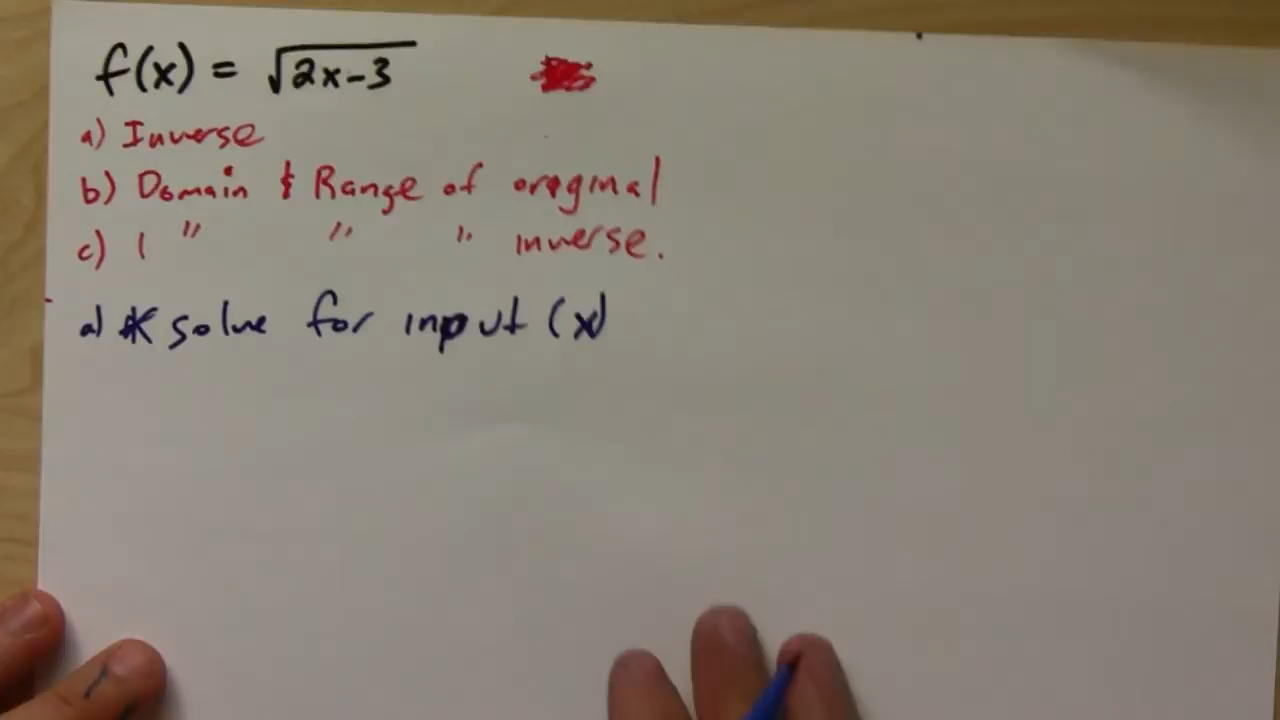 f(x) = √2x-3
a) Inverse
b) Domain & Range of original
c) " " " inverse.
a) * solve for input (x)